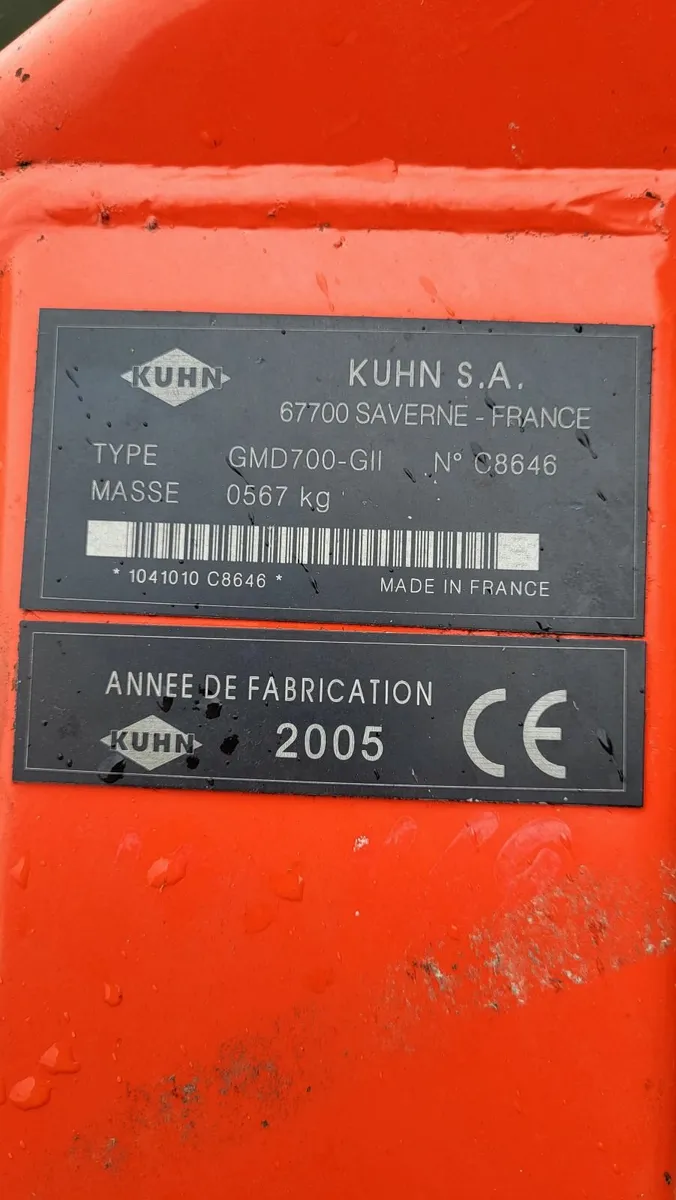 KUHN
KUHN S.A.
67700 SAVERNE - FRANCE
TYPE GMD700-GII N° C8646
MASSE 0567 kg
* 1041010 C8646 * MADE IN FRANCE
ANNEE DE FABRICATION
KUHN 2005 CE